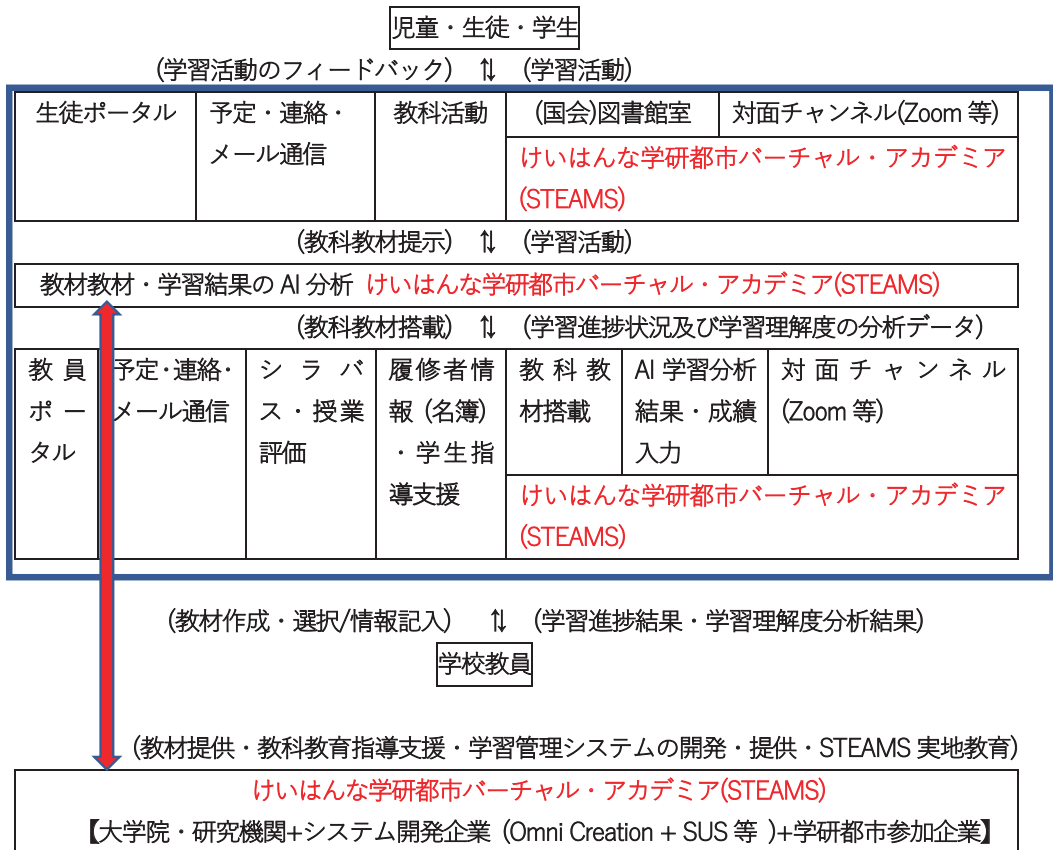 児童・生徒・学生
(学習活動のフィードバック) ⇅ (学習活動)
生徒ポータル
予定・連絡・
メール通信
教科活動
(国会)図書館室
対面チャンネル(Zoom 等)
けいはんな学研都市バーチャル・アカデミア
(STEAMS)
(教科教材提示) ⇅ (学習活動)
教材教材・学習結果の AI 分析 けいはんな学研都市バーチャル・アカデミア(STEAMS)
(教科教材搭載) ⇅ (学習進捗状況及び学習理解度の分析データ)
教員
ポー
タル
予定・連絡・
メール通信
シラバ
ス・授業
評価
履修者情
報 (名簿)
・学生指
導支援
教科教
材搭載
AI 学習分析
結果・成績
入力
対面チャンネル
(Zoom 等)
けいはんな学研都市バーチャル・アカデミア
(STEAMS)
(教材作成・選択/情報記入) ⇅ (学習進捗結果・学習理解度分析結果)
学校教員
(教材提供・教科教育指導支援・学習管理システムの開発・提供・STEAMS 実地教育)
けいはんな学研都市バーチャル・アカデミア(STEAMS)
【大学院・研究機関+システム開発企業 (Omni Creation + SUS 等 )+学研都市参加企業】